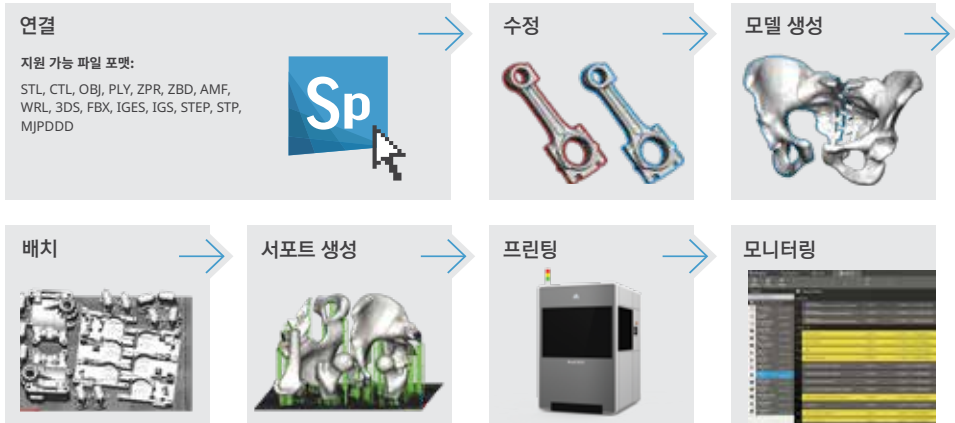 연결
지원 가능 파일 포맷:
STL, CTL, OBJ, PLY, ZPR, ZBD, AMF,
WRL, 3DS, FBX, IGES, IGS, STEP, STP,
MJPDDD
Sp
수정
모델 생성
배치
서포트 생성
프린팅
모니터링